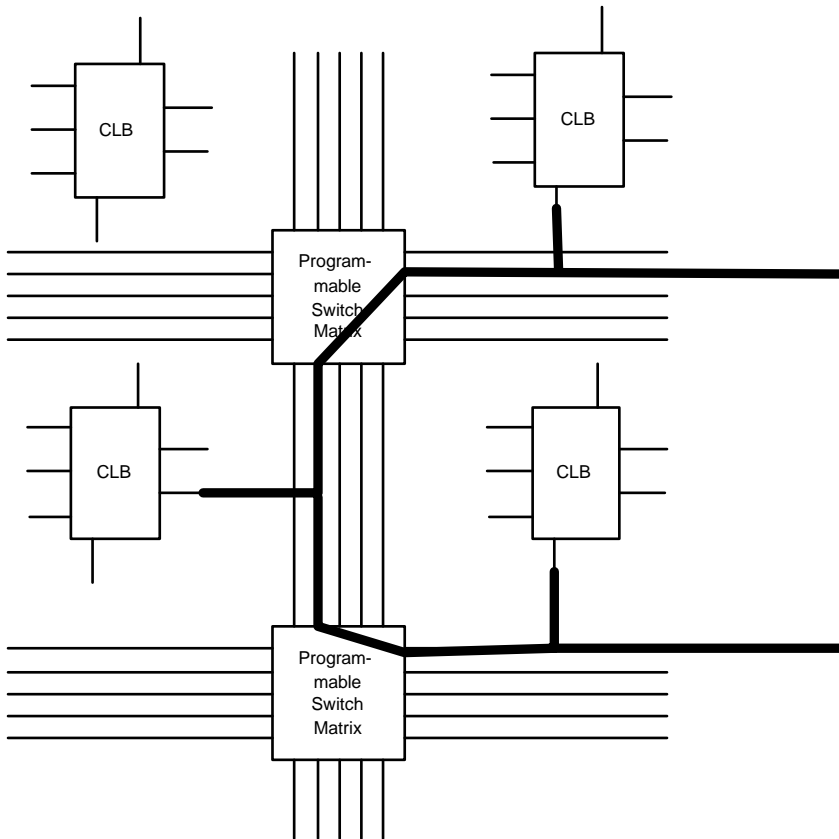 CLB
CLB
Program-
mable
Switch
Matrix
CLB
CLB
Program-
mable
Switch
Matrix